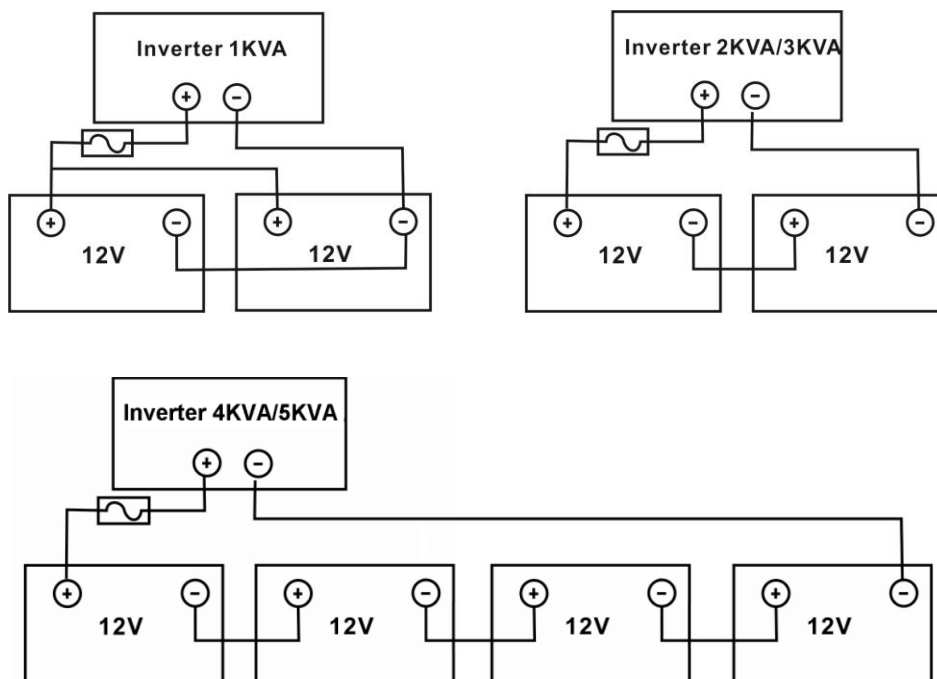 Inverter 1KVA
+ −
+ − + −
12V 12V
Inverter 2KVA/3KVA
+ −
+ − + −
12V 12V
Inverter 4KVA/5KVA
+ −
+ − + − + − + −
12V 12V 12V 12V